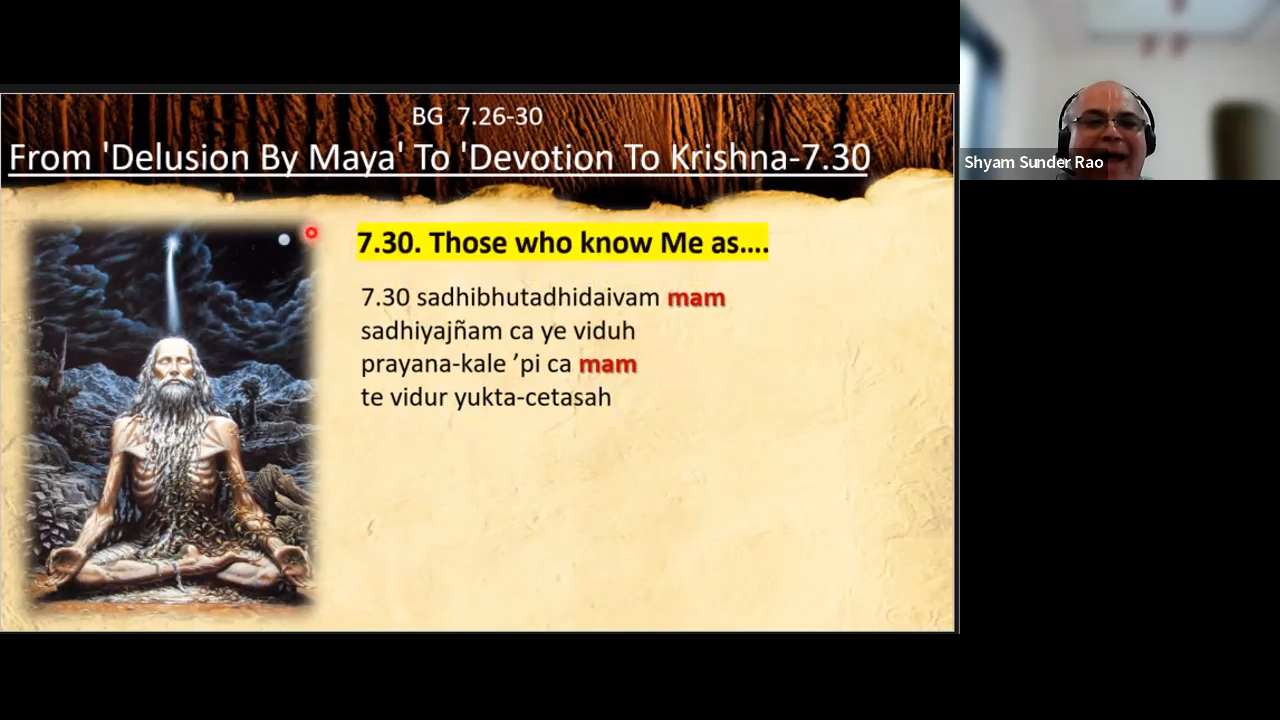 BG 7.26-30
From 'Delusion By Maya' To 'Devotion To Krishna-7.30
7.30. Those who know Me as....
7.30 sadhibhutadhidaivam mam
sadhiyajñam ca ye viduh
prayana-kale ’pi ca mam
te vidur yukta-cetasah
Shyam Sunder Rao